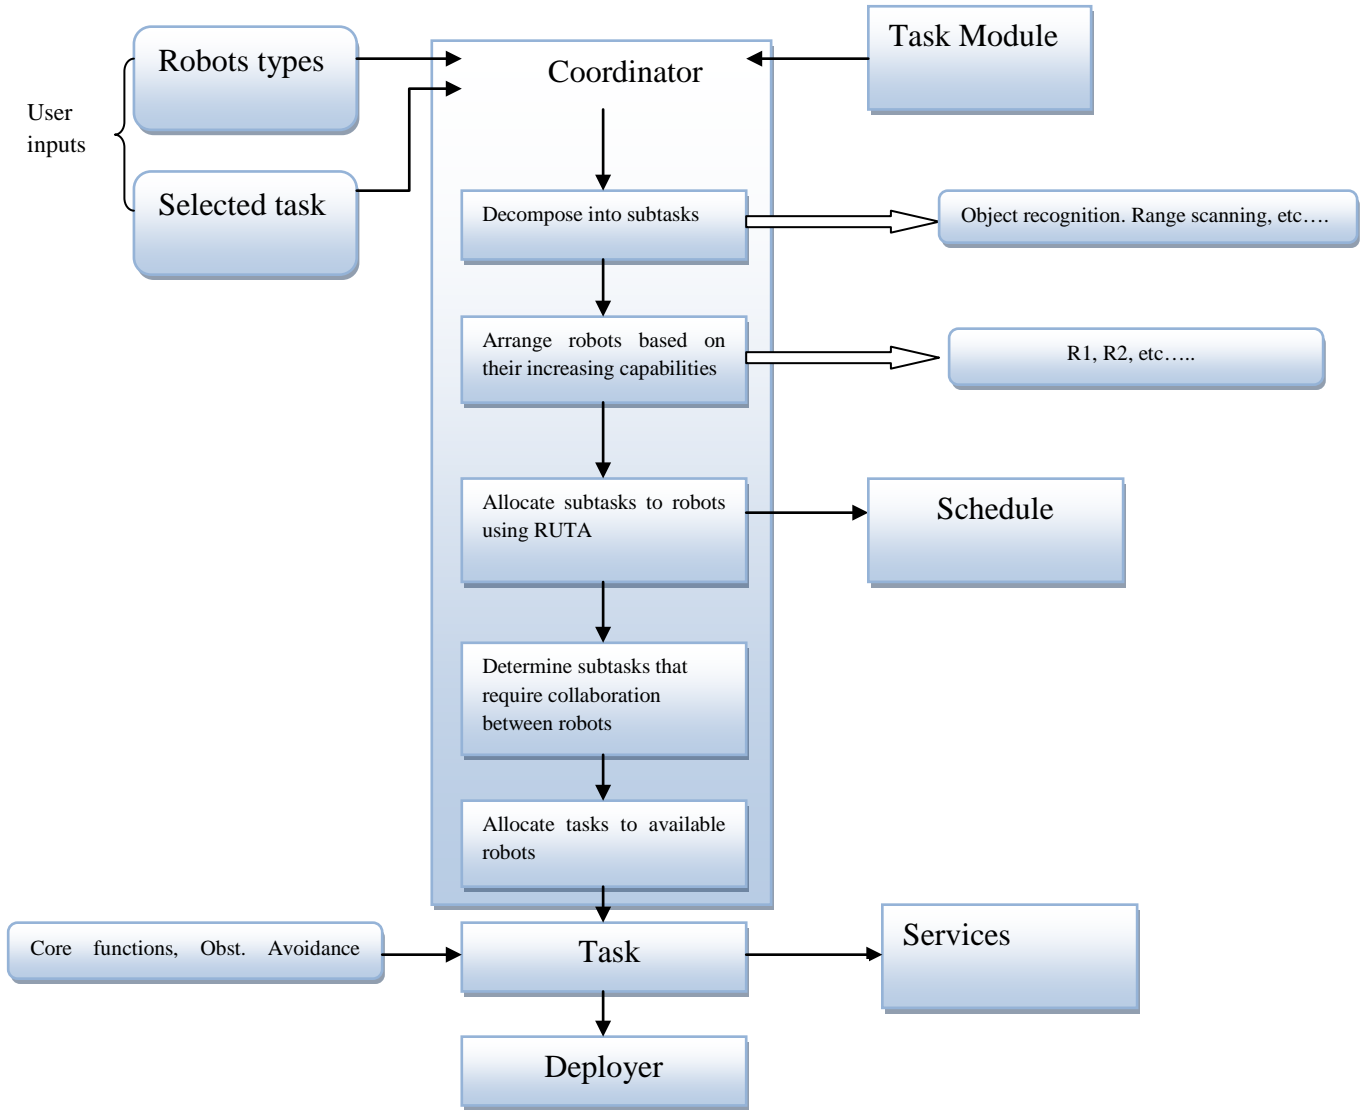 Robots types
Task Module
Coordinator
User
inputs
Selected task
Decompose into subtasks
Object recognition. Range scanning, etc….
Arrange robots based on
their increasing capabilities
R1, R2, etc…..
Allocate subtasks to robots
using RUTA
Schedule
Determine subtasks that
require collaboration
between robots
Allocate tasks to available
robots
Core functions, Obst. Avoidance
Task
Services
Deployer